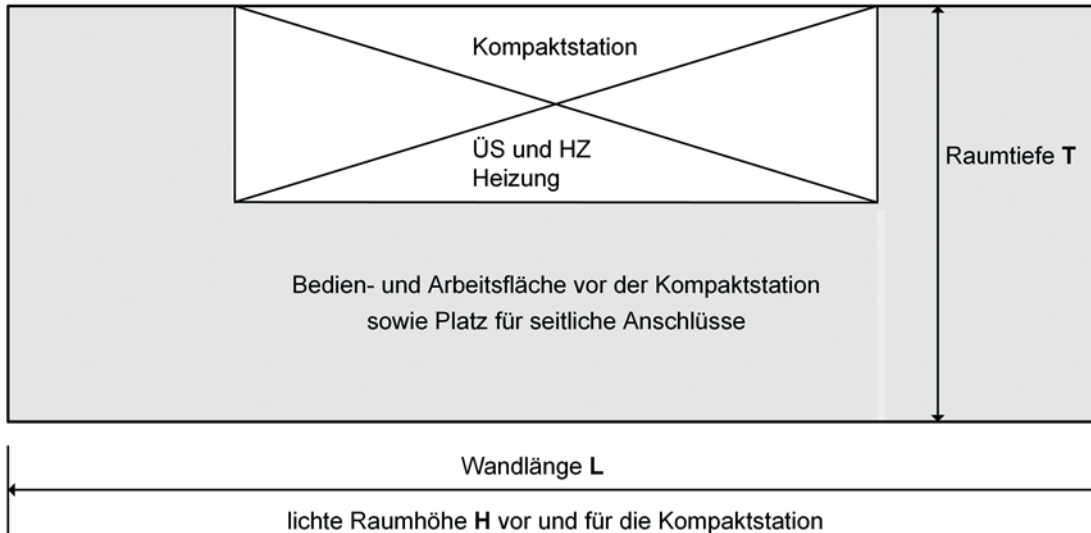 Kompaktstation
ÜS und HZ
Heizung
Raumtiefe T
Bedien- und Arbeitsfläche vor der Kompaktstation
sowie Platz für seitliche Anschlüsse
Wandlänge L
lichte Raumhöhe H vor und für die Kompaktstation